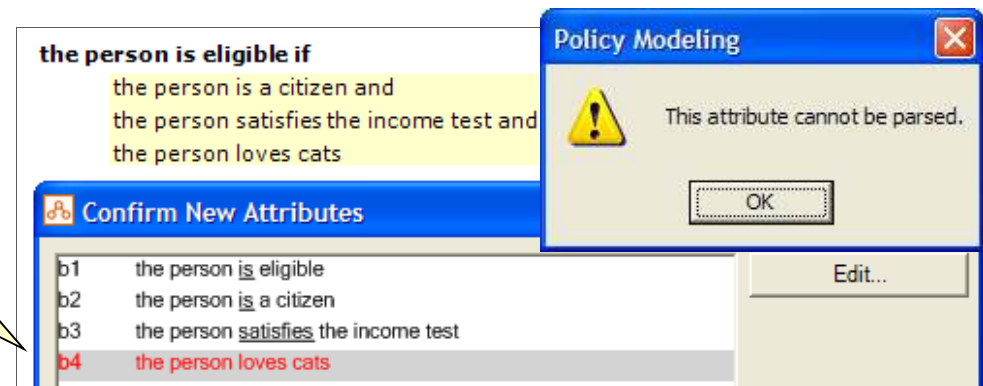 the person is eligible if
the person is a citizen and
the person satisfies the income test and
the person loves cats
Policy Modeling
This attribute cannot be parsed.
OK
Confirm New Attributes
b1 the person is eligible
b2 the person is a citizen
b3 the person satisfies the income test
b4 the person loves cats
Edit...